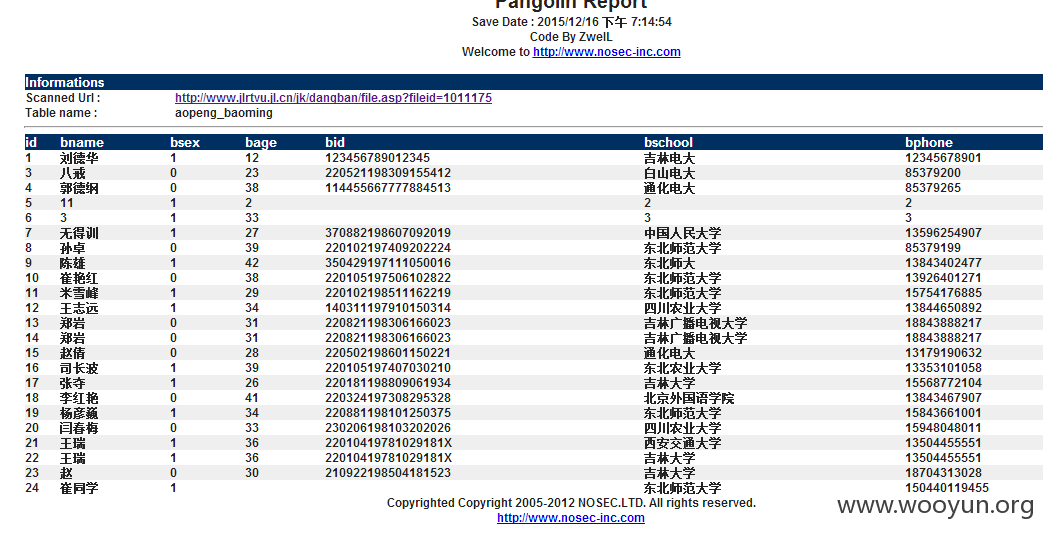 Pangolin Report
Save Date : 2015/12/16 下午 7:14:54
Code By ZwelL
Welcome to http://www.nosec-inc.com
Informations
Scanned Url : http://www.jlrtvu.jl.cn/jk/dangban/file.asp?fileid=1011175
Table name : aopeng_baoming
id bname bsex bage bid bschool bphone
1 刘德华 1 12 123456789012345 吉林电大 12345678901
3 八戒 0 23 220521198309155412 白山电大 85379200
4 郭德纲 0 38 114455667777884513 通化电大 85379265
5 11 1 2 2 2
6 3 1 33 3 3
7 无得训 1 27 370882198607092019 中国人民大学 13596254907
8 孙卓 0 39 220102197409202224 东北师范大学 85379199
9 陈雄 1 42 350429197111050016 东北师大 13843402477
10 崔艳红 0 38 220105197506102822 东北师范大学 13926401271
11 米雪峰 1 29 220102198511162219 东北师范大学 15754176885
12 王志远 1 34 140311197910150314 四川农业大学 13844650892
13 郑岩 0 31 220821198306166023 吉林广播电视大学 18843888217
14 郑岩 0 31 220821198306166023 吉林广播电视大学 18843888217
15 赵倩 0 28 220502198601150221 通化电大 13179190632
16 司长波 1 39 220105197407030210 东北农业大学 13353101058
17 张夺 1 26 220181198809061934 吉林大学 15568772104
18 李红艳 0 41 220324197308295328 北京外国语学院 13843467907
19 杨彦巍 1 34 220881198101250375 东北师范大学 15843661001
20 闫春梅 0 33 230206198103202026 四川农业大学 15948048011
21 王瑞 1 36 22010419781029181X 西安交通大学 13504455551
22 王瑞 1 36 22010419781029181X 吉林大学 13504455551
23 赵 0 30 210922198504181523 吉林大学 18704313028
24 崔同学 1 东北师范大学 150440119455
Copyrighted Copyright 2005-2012 NOSEC.LTD. All rights reserved.
http://www.nosec-inc.com
www.wooyun.org